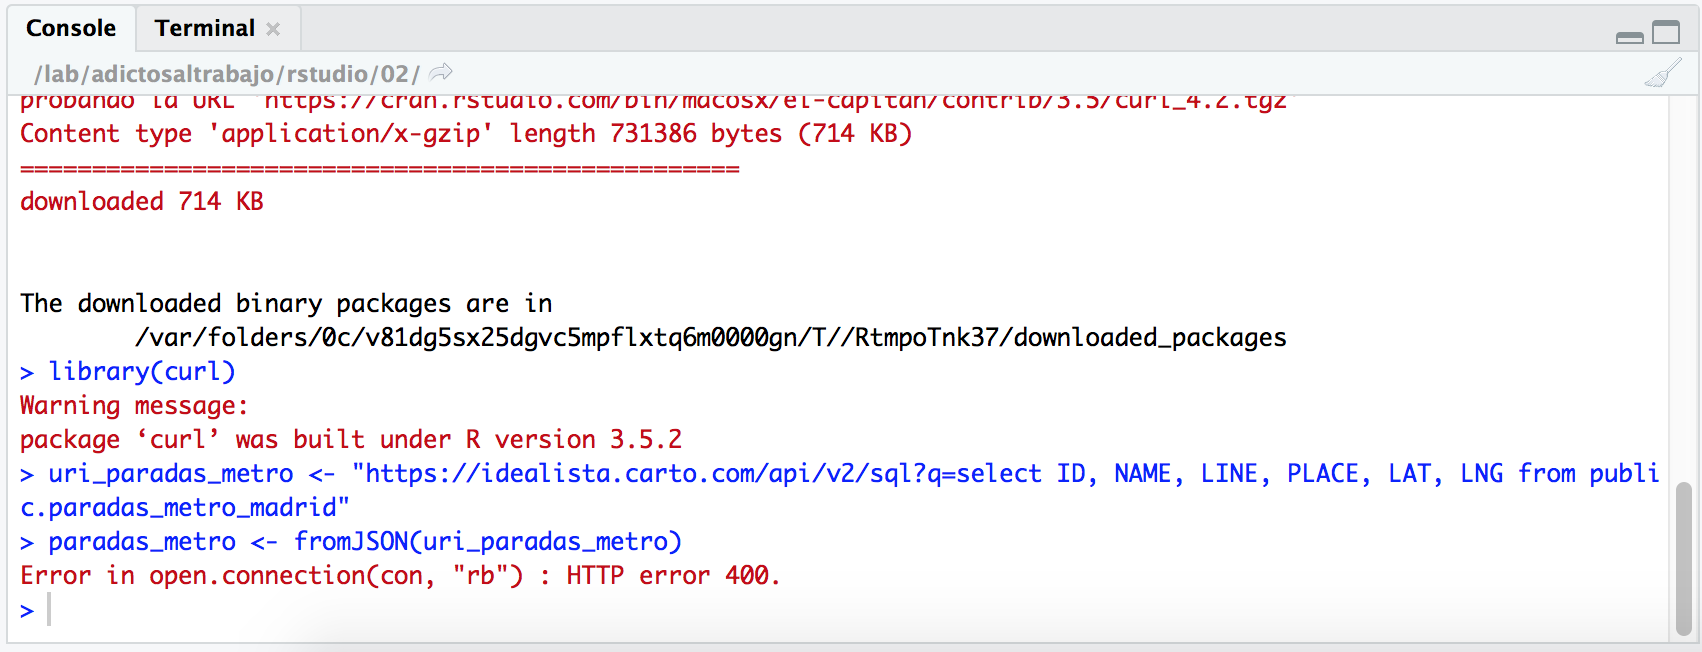 Console
Terminal
/lab/adictosaltrabajo/rstudio/02/
probando la URL 'https://cran.rstudio.com/bin/macosx/el-capitan/contrib/3.5/curl_4.2.tgz'
Content type 'application/x-gzip' length 731386 bytes (714 KB)
==================================================
downloaded 714 KB
The downloaded binary packages are in
/var/folders/0c/v81dg5sx25dgvc5mpflxtq6m0000gn/T//RtmpoTnk37/downloaded_packages
> library(curl)
Warning message:
package ‘curl’ was built under R version 3.5.2
> uri_paradas_metro <- "https://idealista.carto.com/api/v2/sql?q=select ID, NAME, LINE, PLACE, LAT, LNG from publi
c.paradas_metro_madrid"
> paradas_metro <- fromJSON(uri_paradas_metro)
Error in open.connection(con, "rb") : HTTP error 400.
>